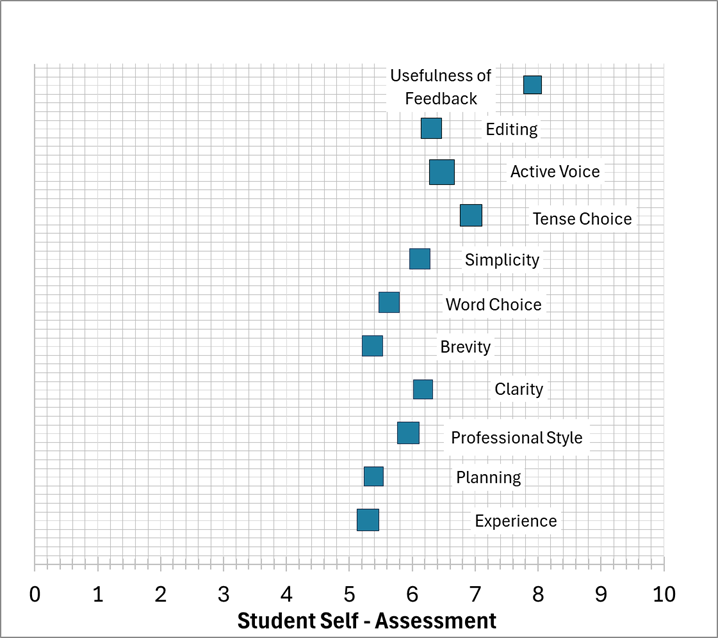 Usefulness of
Feedback
Editing
Active Voice
Tense Choice
Simplicity
Word Choice
Brevity
Clarity
Professional Style
Planning
Experience
0 1 2 3 4 5 6 7 8 9 10
Student Self - Assessment